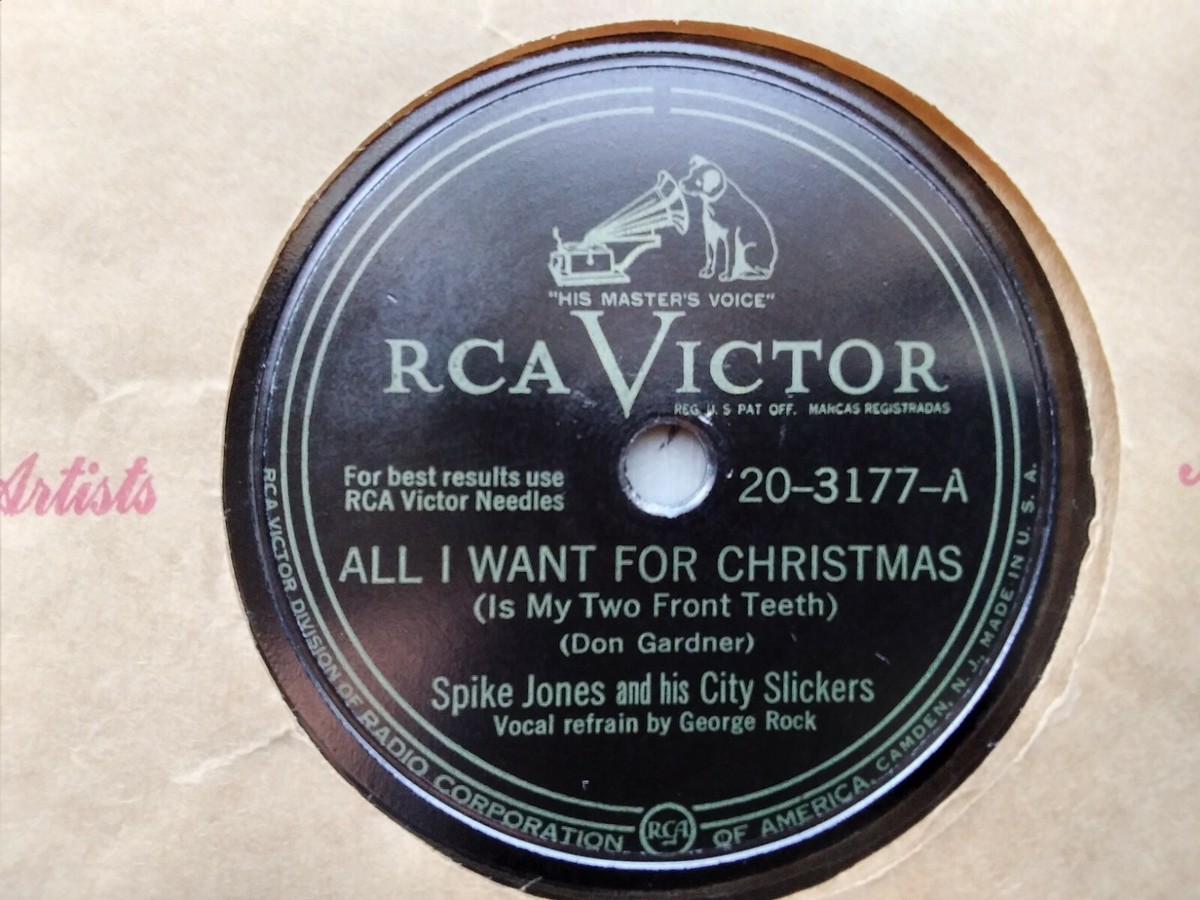 "HIS MASTER'S VOICE"
RCA VICTOR
REG. U. S. PAT. OFF. MARCAS REGISTRADAS
For best results use
RCA Victor Needles
20-3177-A
ALL I WANT FOR CHRISTMAS
(Is My Two Front Teeth)
(Don Gardner)
Spike Jones and his City Slickers
Vocal refrain by George Rock
RCA VICTOR DIVISION OF RADIO CORPORATION OF AMERICA, CAMDEN, N. J., MADE IN U. S. A.
RCA
Artists